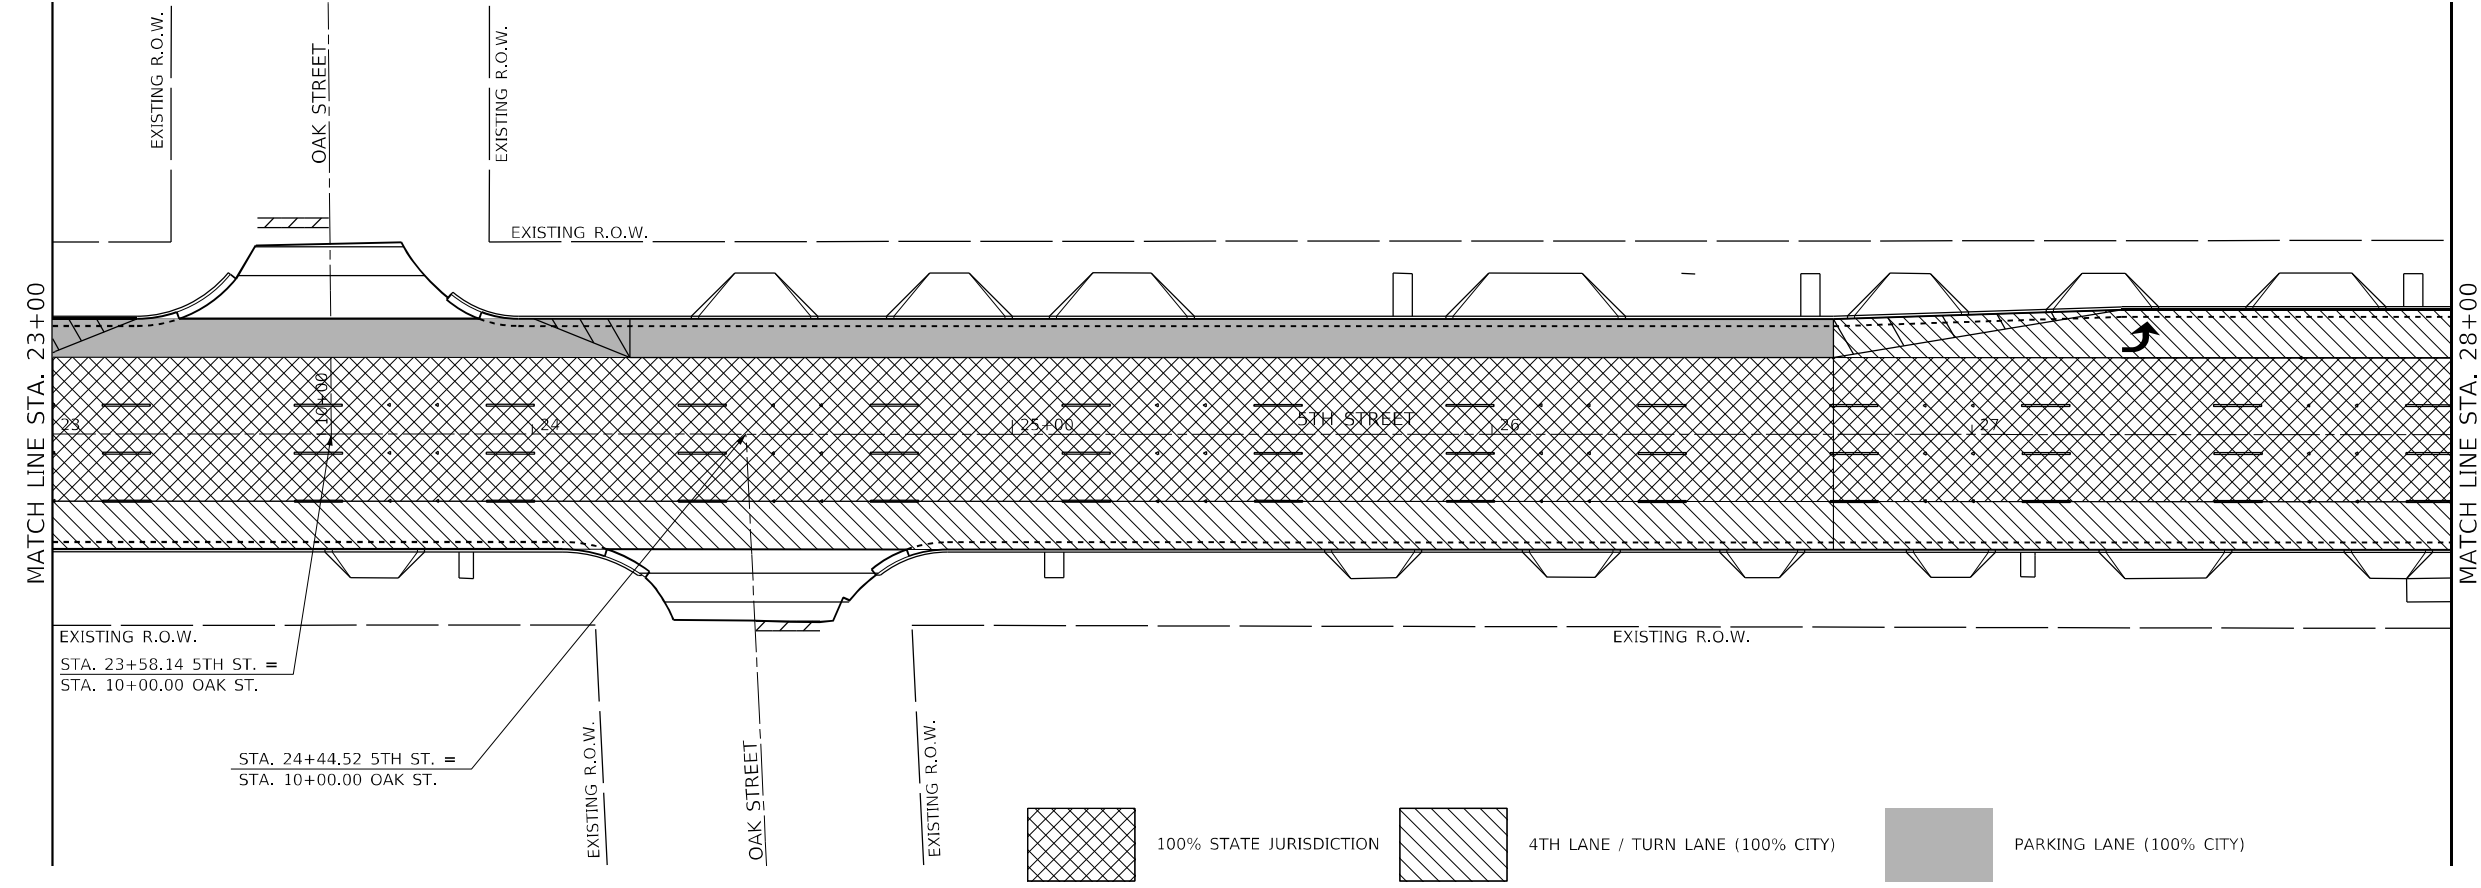 EXISTING R.O.W.
OAK STREET
EXISTING R.O.W.
EXISTING R.O.W.
MATCH LINE STA. 23+00
MATCH LINE STA. 28+00
10+00
23
24
25+00
5TH STREET
26
27
EXISTING R.O.W.
STA. 23+58.14 5TH ST. =
STA. 10+00.00 OAK ST.
EXISTING R.O.W.
STA. 24+44.52 5TH ST. =
STA. 10+00.00 OAK ST.
EXISTING R.O.W.
OAK STREET
EXISTING R.O.W.
100% STATE JURISDICTION
4TH LANE / TURN LANE (100% CITY)
PARKING LANE (100% CITY)